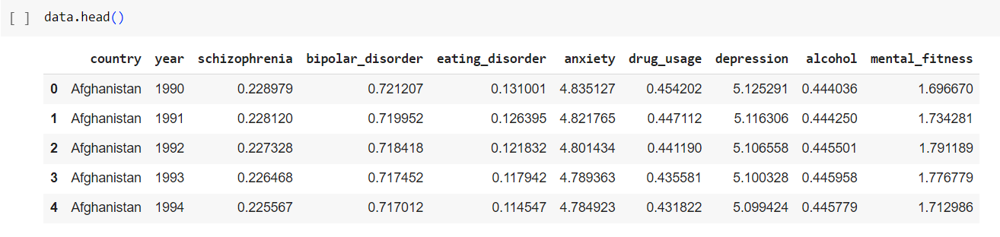 [ ] data.head()
country year schizophrenia bipolar_disorder eating_disorder anxiety drug_usage depression alcohol mental_fitness
0 Afghanistan 1990 0.228979 0.721207 0.131001 4.835127 0.454202 5.125291 0.444036 1.696670
1 Afghanistan 1991 0.228120 0.719952 0.126395 4.821765 0.447112 5.116306 0.444250 1.734281
2 Afghanistan 1992 0.227328 0.718418 0.121832 4.801434 0.441190 5.106558 0.445501 1.791189
3 Afghanistan 1993 0.226468 0.717452 0.117942 4.789363 0.435581 5.100328 0.445958 1.776779
4 Afghanistan 1994 0.225567 0.717012 0.114547 4.784923 0.431822 5.099424 0.445779 1.712986